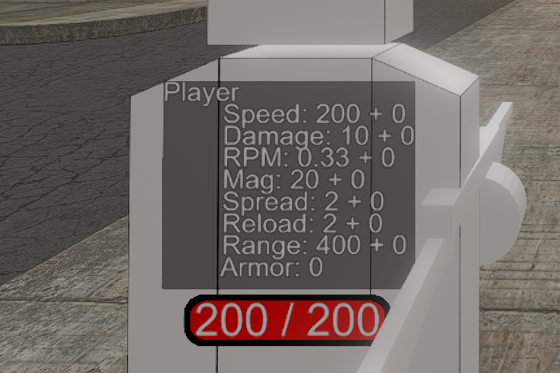 Player
Speed: 200 + 0
Damage: 10 + 0
RPM: 0.33 + 0
Mag: 20 + 0
Spread: 2 + 0
Reload: 2 + 0
Range: 400 + 0
Armor: 0
200 / 200